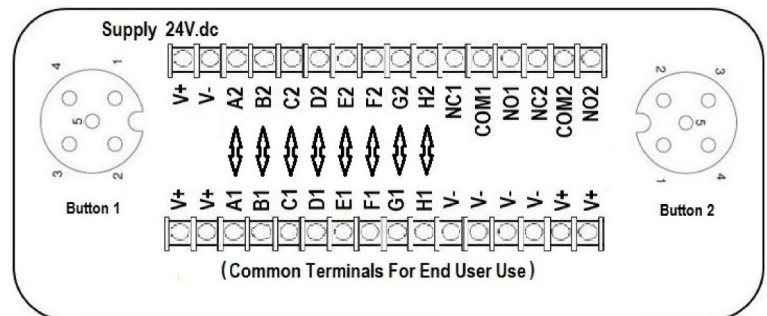 Supply 24V.dc
V+ V- A2 B2 C2 D2 E2 F2 G2 H2 NC1 COM1 NO1 NC2 COM2 NO2
4 1
5
3 2
Button 1
2 3
5
1 4
Button 2
V+ V+ A1 B1 C1 D1 E1 F1 G1 H1 V- V- V- V- V+ V+
(Common Terminals For End User Use)